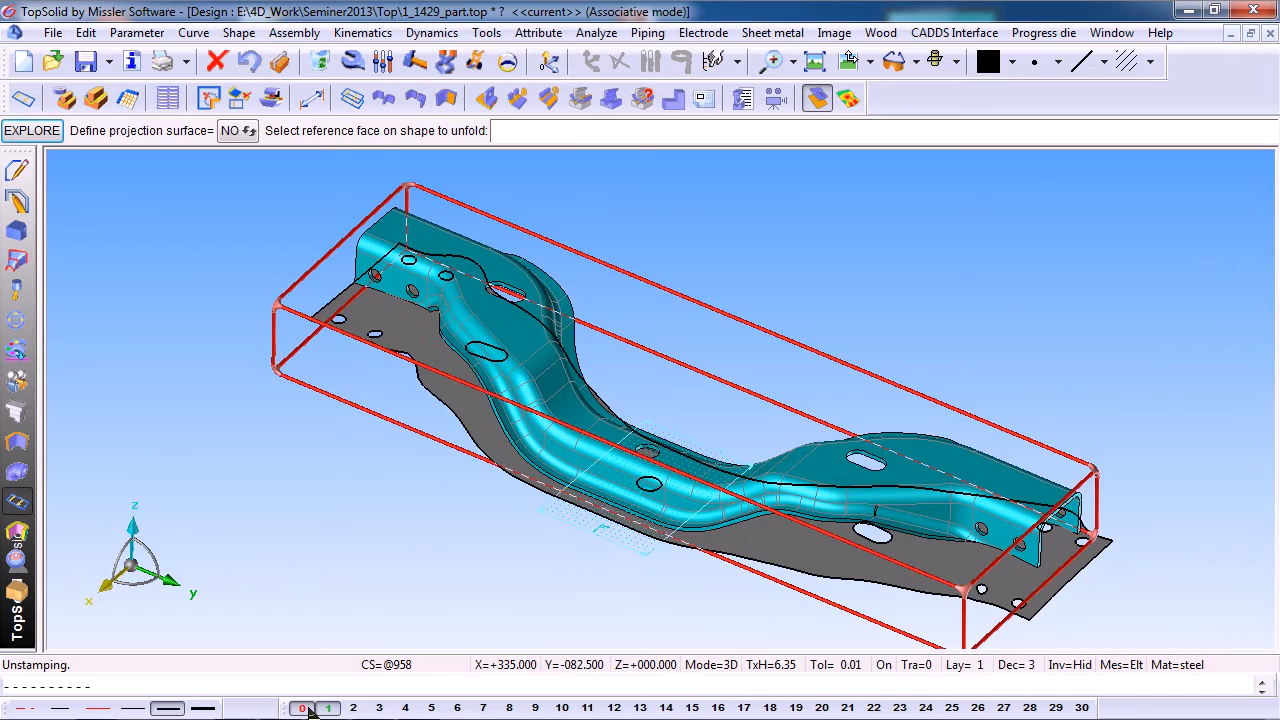 TopSolid by Missler Software - [Design : E:\4D_Work\Seminer2013\Top\1_1429_part.top * ? <<current>> (Associative mode)]
File Edit Parameter Curve Shape Assembly Kinematics Dynamics Tools Attribute Analyze Piping Electrode Sheet metal Image Wood CADDS Interface Progress die Window Help
EXPLORE Define projection surface= NO Select reference face on shape to unfold:
z
x
y
Unstamping. CS=@958 X=+335.000 Y=-082.500 Z=+000.000 Mode=3D TxH=6.35 Tol= 0.01 On Tra=0 Lay= 1 Dec= 3 Inv=Hid Mes=Elt Mat=steel
----------
0 1 2 3 4 5 6 7 8 9 10 11 12 13 14 15 16 17 18 19 20 21 22 23 24 25 26 27 28 29 30